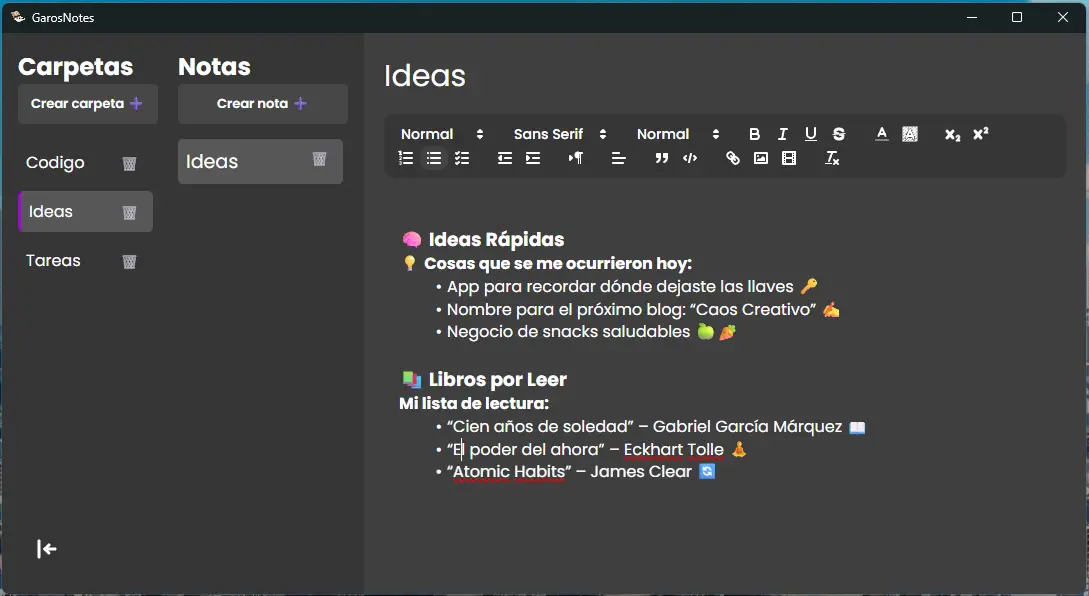 GarosNotes
Carpetas
Crear carpeta +
Codigo
Ideas
Tareas
Notas
Crear nota +
Ideas
Ideas
Normal Sans Serif Normal B I U S A A X₂ X²
🧠 Ideas Rápidas
💡 Cosas que se me ocurrieron hoy:
• App para recordar dónde dejaste las llaves 🔑
• Nombre para el próximo blog: “Caos Creativo” ✍️
• Negocio de snacks saludables 🍏🥕
📚 Libros por Leer
Mi lista de lectura:
• “Cien años de soledad” – Gabriel García Márquez 📖
• “El poder del ahora” – Eckhart Tolle 🧘
• “Atomic Habits” – James Clear 🔄